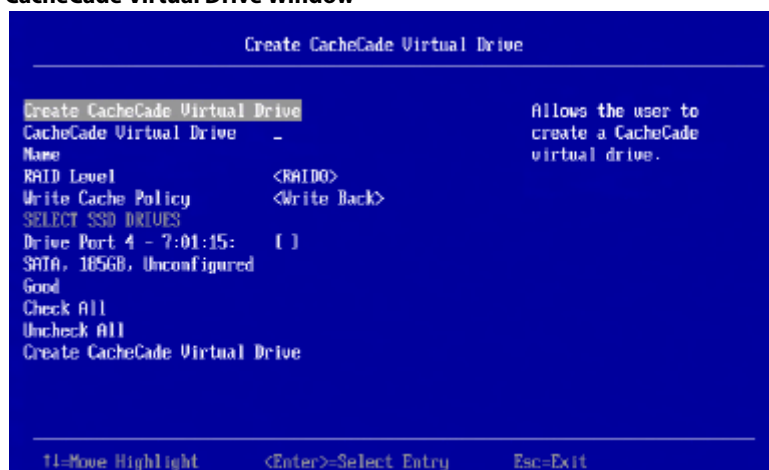 CacheCade Virtual Drive Window
Create CacheCade Virtual Drive
Create CacheCade Virtual Drive
Allows the user to
CacheCade Virtual Drive _
create a CacheCade
Name
virtual drive.
RAID Level <RAID0>
Write Cache Policy <Write Back>
SELECT SSD DRIVES
Drive Port 4 - 7:01:15: [ ]
SATA, 185GB, Unconfigured
Good
Check All
Uncheck All
Create CacheCade Virtual Drive
↑↓=Move Highlight <Enter>=Select Entry Esc=Exit